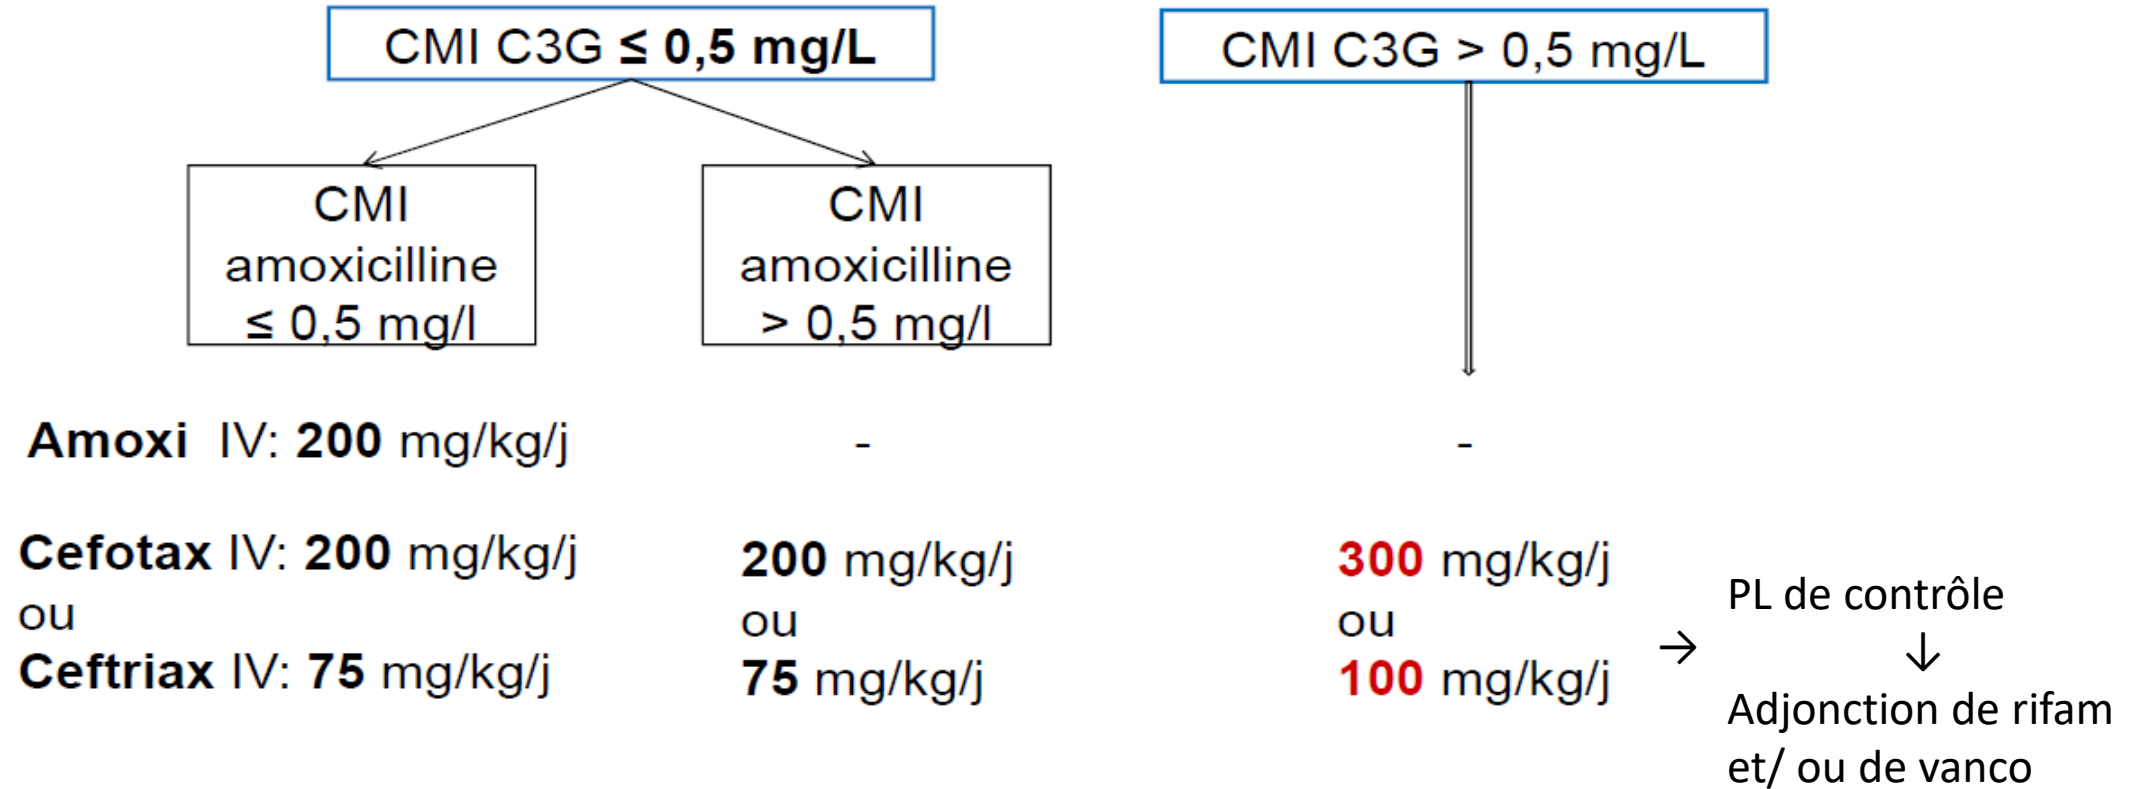 CMI C3G ≤ 0,5 mg/L
CMI C3G > 0,5 mg/L
CMI
amoxicilline
≤ 0,5 mg/l
CMI
amoxicilline
> 0,5 mg/l
Amoxi IV: 200 mg/kg/j
-
-
Cefotax IV: 200 mg/kg/j
ou
Ceftriax IV: 75 mg/kg/j
200 mg/kg/j
ou
75 mg/kg/j
300 mg/kg/j
ou
100 mg/kg/j
→
PL de contrôle
↓
Adjonction de rifam
et/ ou de vanco